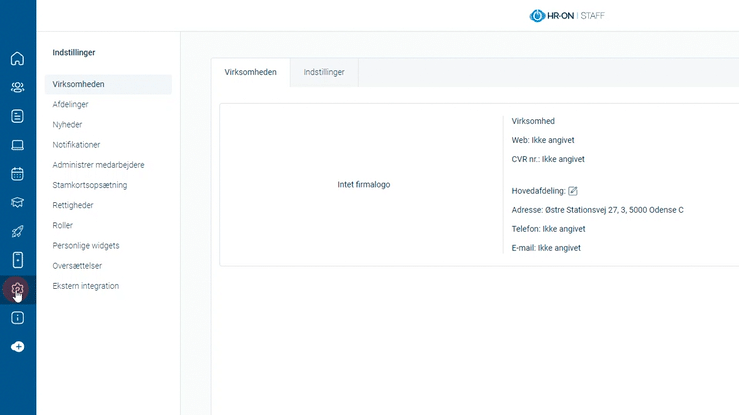 HR-ON | STAFF
Indstillinger
Virksomheden
Afdelinger
Nyheder
Notifikationer
Administrer medarbejdere
Stamkortsopsætning
Rettigheder
Roller
Personlige widgets
Oversættelser
Ekstern integration
Virksomheden
Indstillinger
Intet firmalogo
Virksomhed
Web: Ikke angivet
CVR nr.: Ikke angivet
Hovedafdeling:
Adresse: Østre Stationsvej 27, 3, 5000 Odense C
Telefon: Ikke angivet
E-mail: Ikke angivet